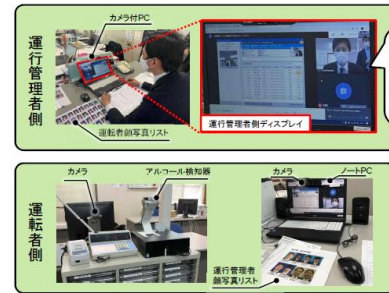 運行管理者側
カメラ付PC
運転者顔写真リスト
運行管理者側ディスプレイ
運転者側
カメラ
アルコール検知器
カメラ
ノートPC
運行管理者
顔写真リスト